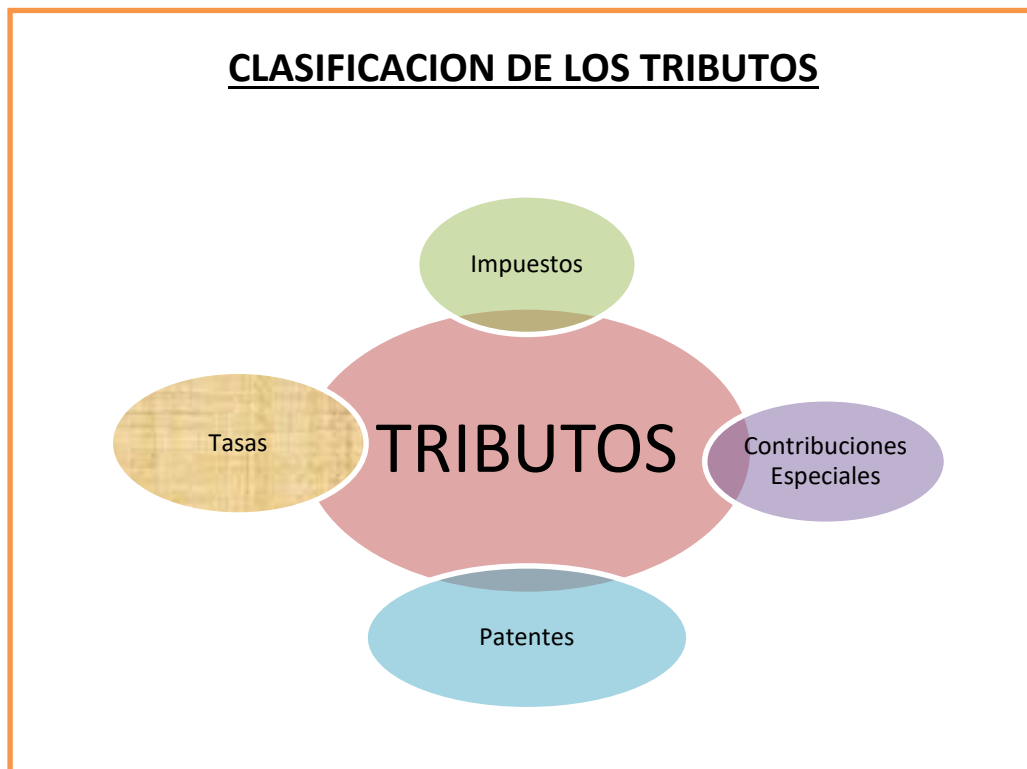 CLASIFICACION DE LOS TRIBUTOS
Impuestos
Tasas
TRIBUTOS
Contribuciones
Especiales
Patentes